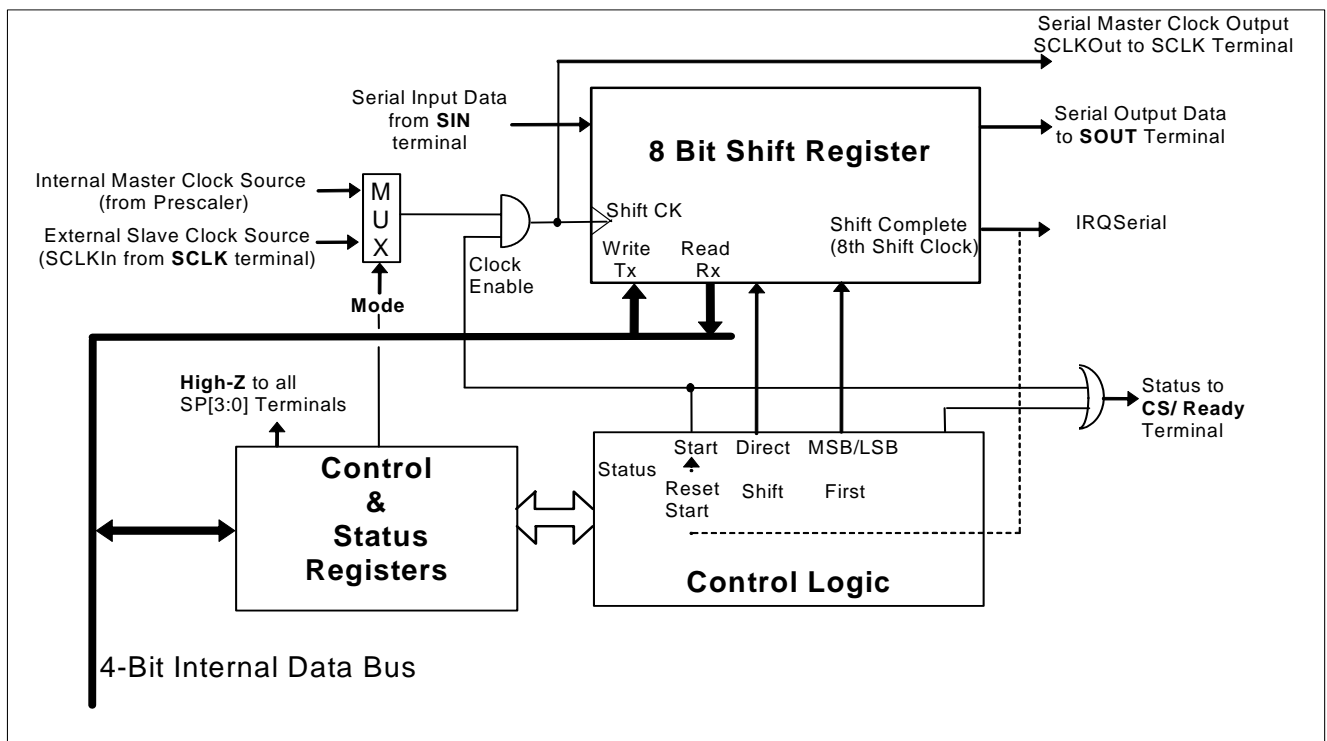 Serial Master Clock Output
SCLKOut to SCLK Terminal
Serial Input Data
from SIN
terminal
8 Bit Shift Register
Serial Output Data
to SOUT Terminal
Internal Master Clock Source
(from Prescaler)
External Slave Clock Source
(SCLKIn from SCLK terminal)
M
U
X
Mode
Clock
Enable
Shift CK
Write
Tx
Read
Rx
Shift Complete
(8th Shift Clock)
IRQSerial
High-Z to all
SP[3:0] Terminals
Status to
CS/ Ready
Terminal
Control
&
Status
Registers
Status
Start
Reset
Start
Direct
Shift
MSB/LSB
First
Control Logic
4-Bit Internal Data Bus